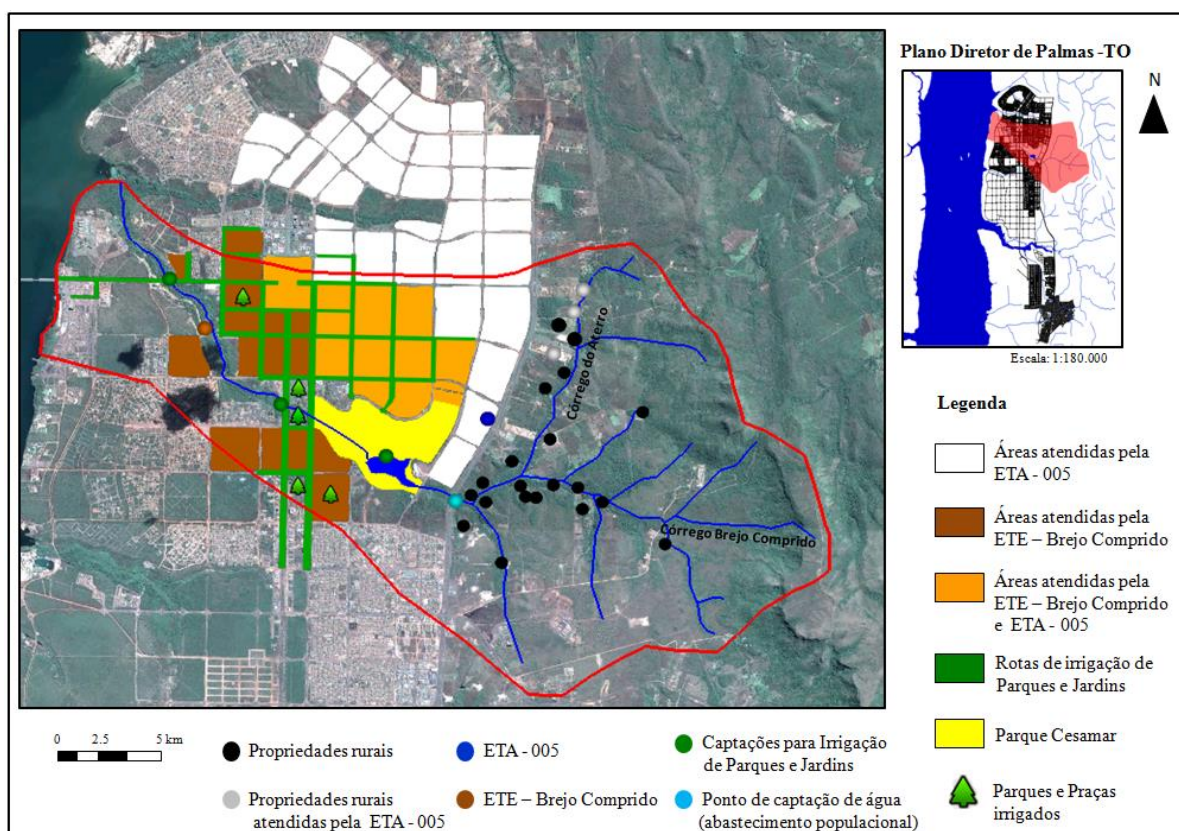 Plano Diretor de Palmas -TO
N
Escala: 1:180.000
Córrego do Aterro
Córrego Brejo Comprido
Legenda
Áreas atendidas pela
ETA - 005
Áreas atendidas pela
ETE – Brejo Comprido
Áreas atendidas pela
ETE – Brejo Comprido
e ETA - 005
Rotas de irrigação de
Parques e Jardins
Parque Cesamar
Parques e Praças
irrigados
0 2.5 5 km
Propriedades rurais
Propriedades rurais
atendidas pela ETA - 005
ETA - 005
ETE – Brejo Comprido
Captações para Irrigação
de Parques e Jardins
Ponto de captação de água
(abastecimento populacional)